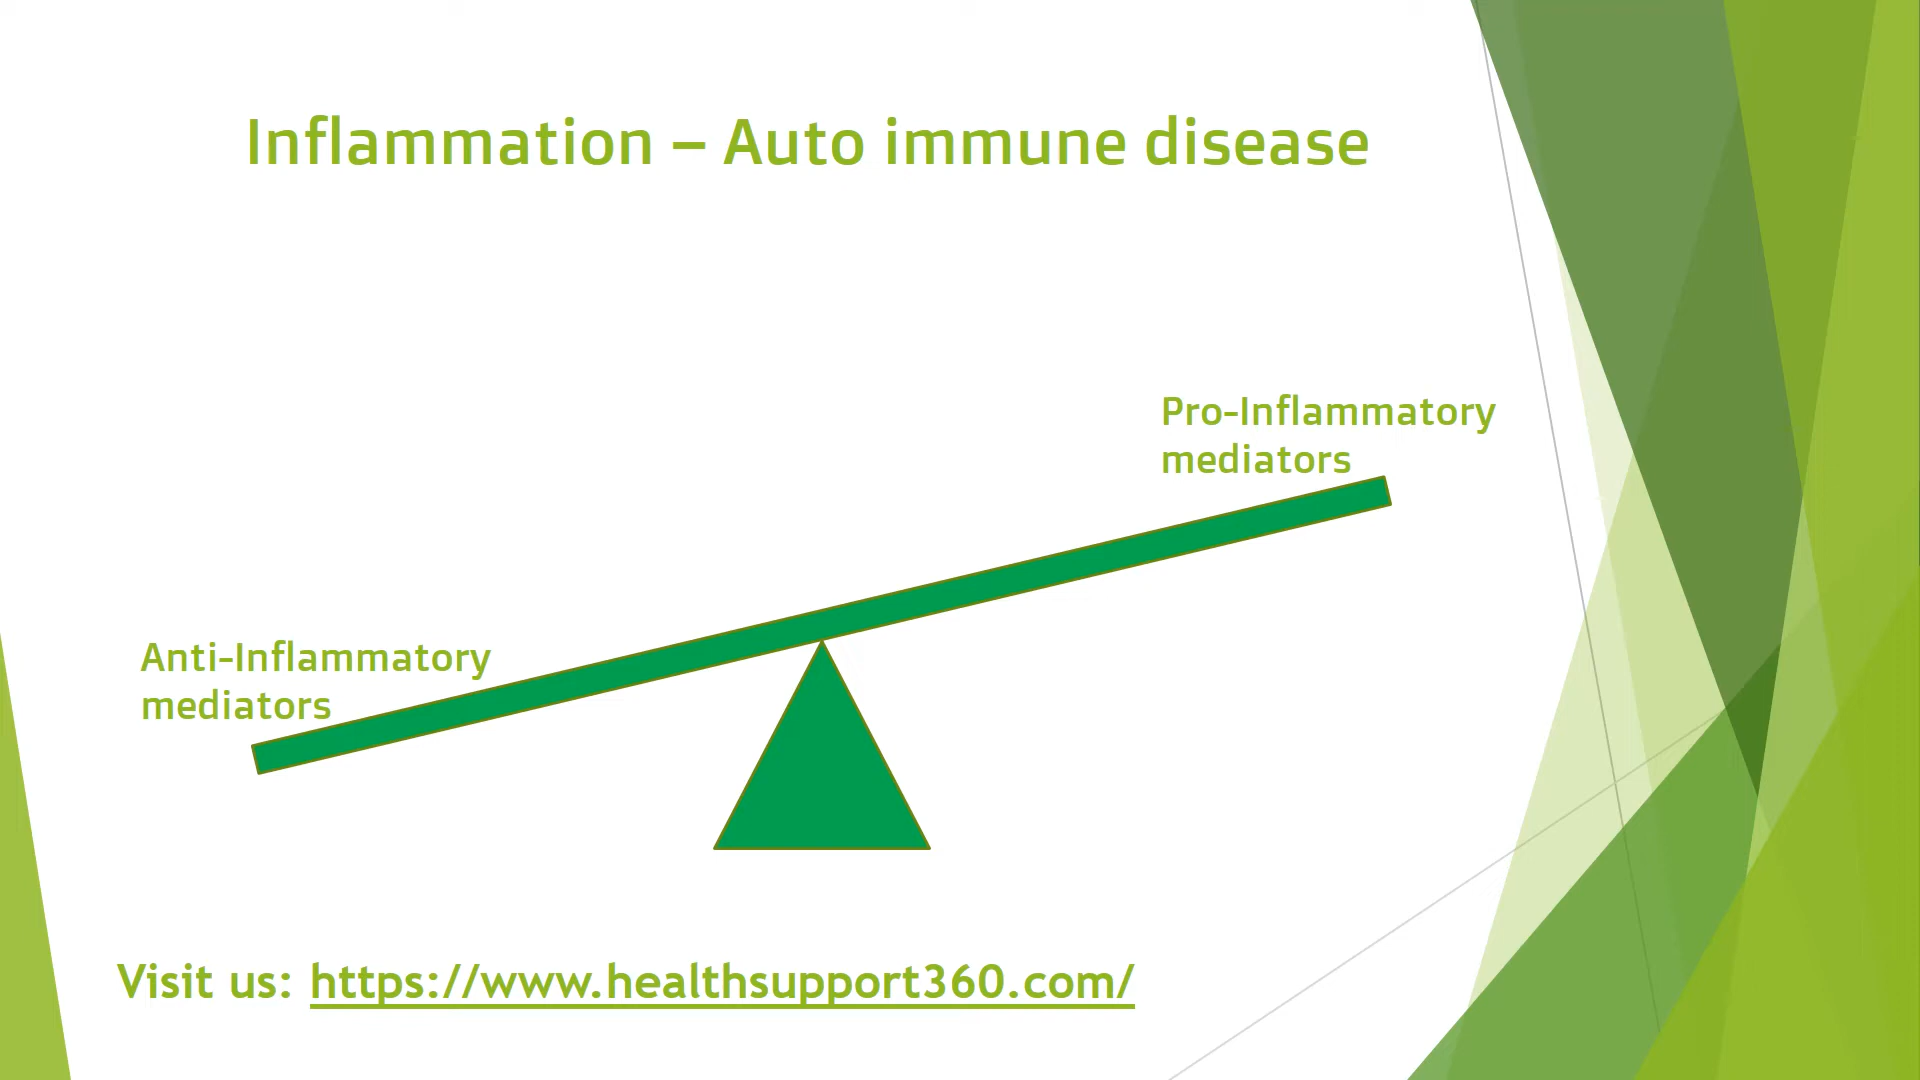 Inflammation – Auto immune disease
Pro-Inflammatory
mediators
Anti-Inflammatory
mediators
Visit us: https://www.healthsupport360.com/